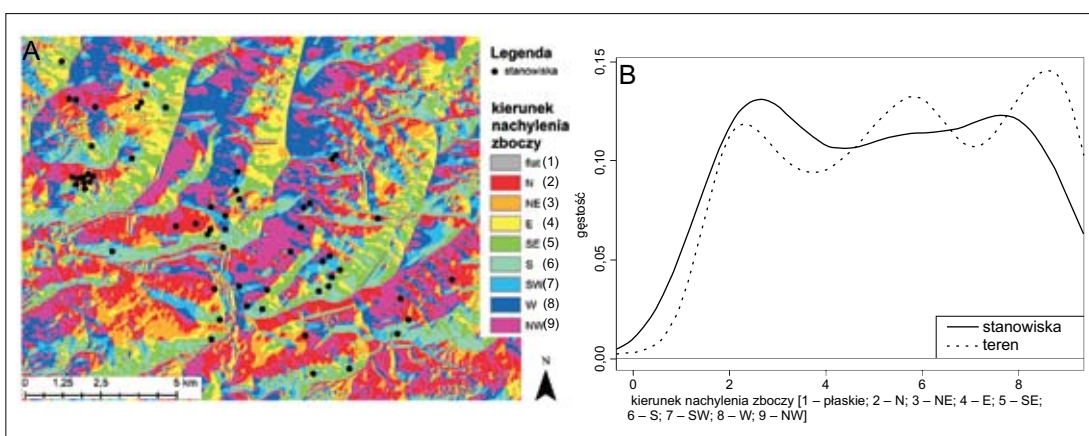 A
Legenda
stanowiska
kierunek
nachylenia
zboczy
flat (1)
N (2)
NE (3)
E (4)
SE (5)
S (6)
SW (7)
W (8)
NW (9)
N
0 1.25 2.5 5 km
B
0,15
0,10
0,05
0,00
gęstość
0 2 4 6 8
stanowiska
teren
kierunek nachylenia zboczy [1 – płaskie; 2 – N; 3 – NE; 4 – E; 5 – SE;
6 – S; 7 – SW; 8 – W; 9 – NW]